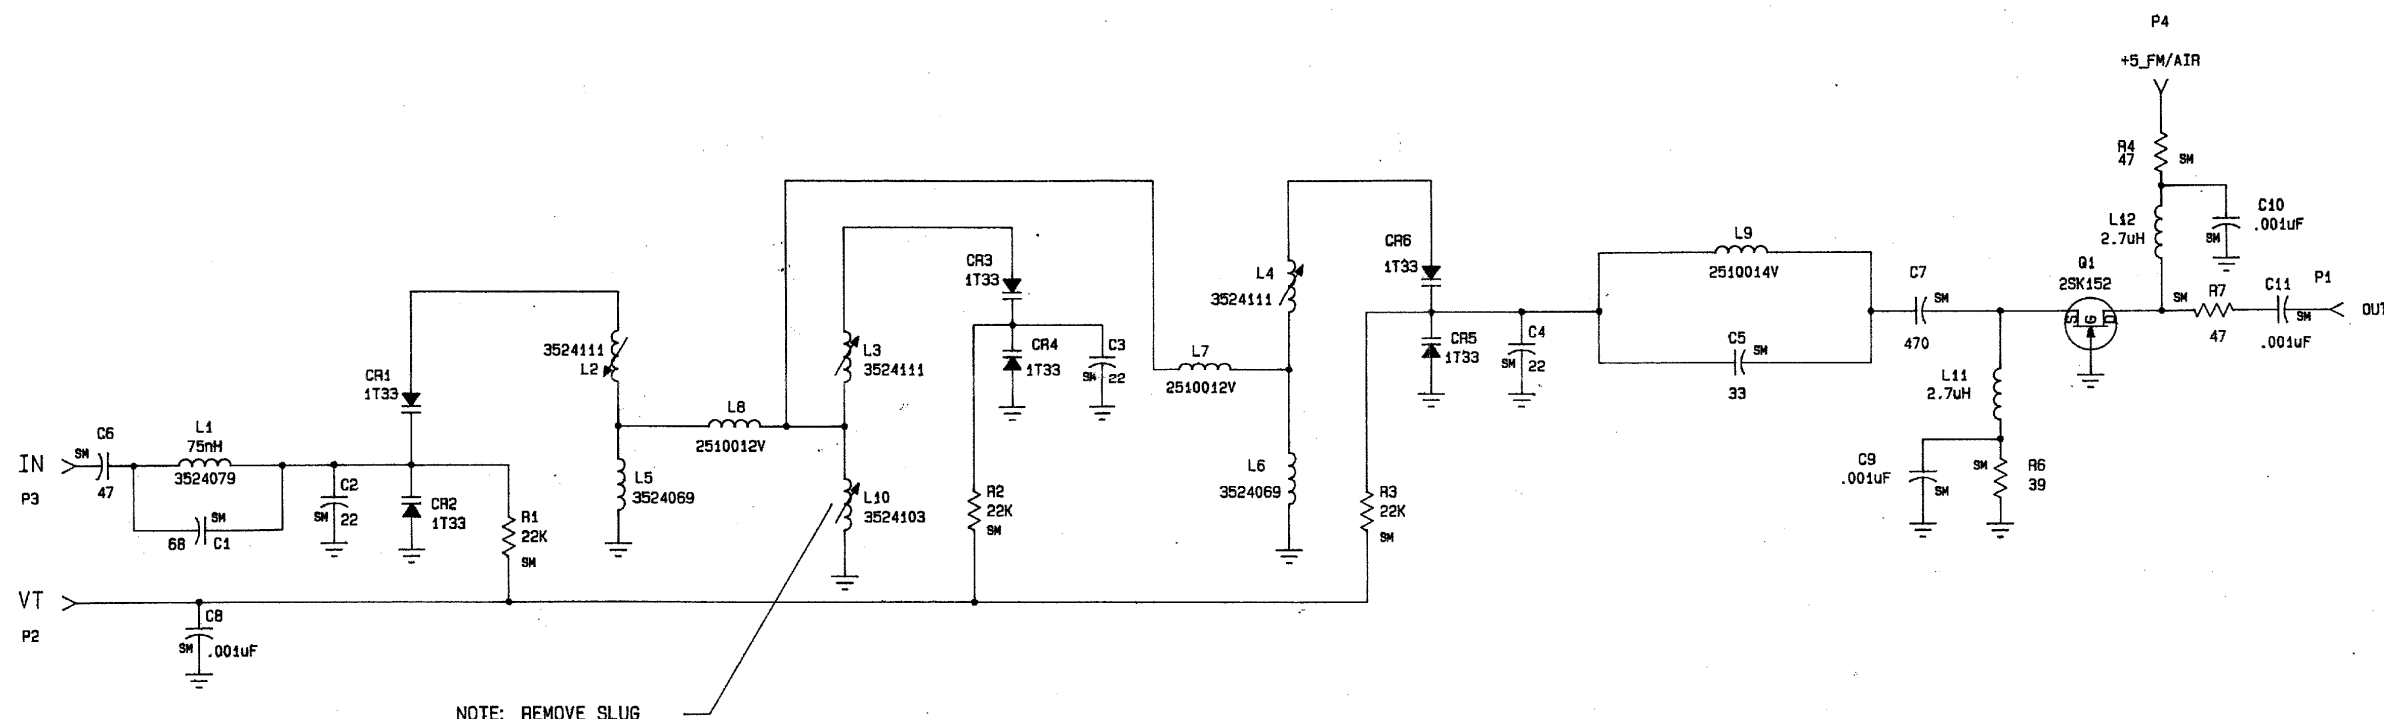 P4
+5_FM/AIR
R4
47
SM
L12
2.7uH
C10
.001uF
SM
CR6
1T33
L9
2510014V
C7
SM
470
Q1
2SK152
S G D
SM
R7
47
C11
SM
.001uF
P1
OUT
CR3
1T33
L4
3524111
3524111
L2
L3
3524111
CR4
1T33
C3
SM
22
L7
2510012V
CR5
1T33
C4
SM
22
C5
SM
33
L11
2.7uH
CR1
1T33
L8
2510012V
IN
P3
SM
C6
47
L1
75nH
3524079
SM
68
C1
C2
SM
22
CR2
1T33
R1
22K
SM
L5
3524069
L10
3524103
R2
22K
SM
L6
3524069
R3
22K
SM
C9
.001uF
SM
SM
R6
39
VT
P2
C8
SM
.001uF
NOTE: REMOVE SLUG